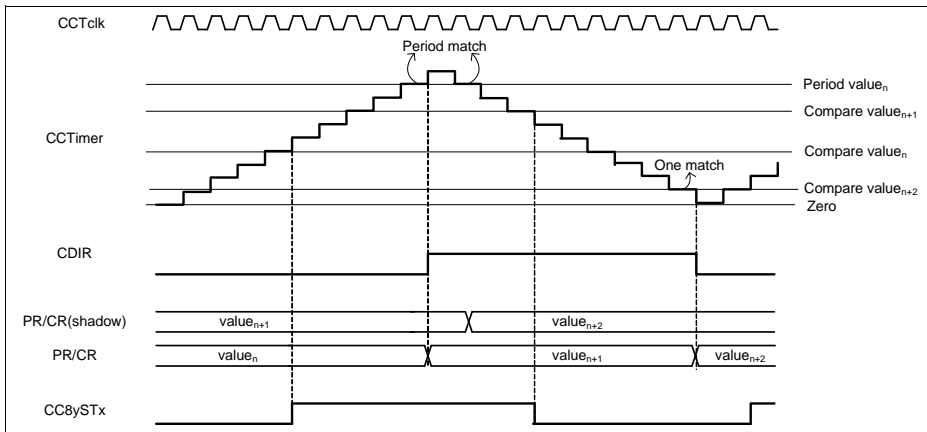 CCTclk
Period match
Period valueₙ
Compare valueₙ₊₁
CCTimer
Compare valueₙ
One match
Compare valueₙ₊₂
Zero
CDIR
PR/CR(shadow) valueₙ₊₁ valueₙ₊₂
PR/CR valueₙ valueₙ₊₁ valueₙ₊₂
CC8ySTx